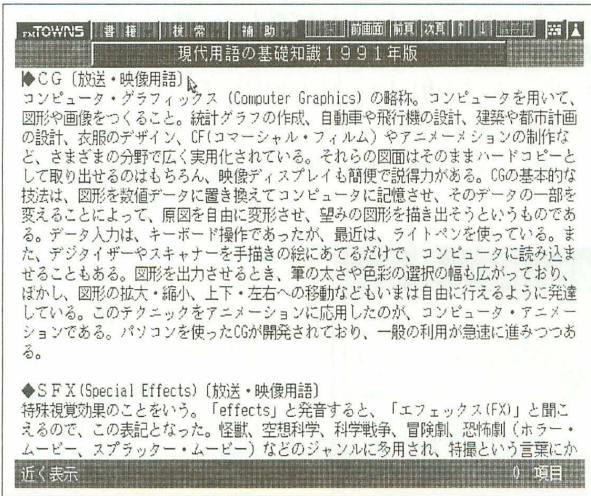 FMTOWNS 書籍 検索 補助 前画面 前頁 次頁 ↑ ↓
現代用語の基礎知識1991年版
◆CG〔放送・映像用語〕
コンピュータ・グラフィックス (Computer Graphics) の略称。コンピュータを用いて、
図形や画像をつくること。統計グラフの作成、自動車や飛行機の設計、建築や都市計画
の設計、衣服のデザイン、CF(コマーシャル・フィルム) やアニメーメションの制作な
ど、さまざまの分野で広く実用化されている。それらの図面はそのままハードコピーと
して取り出せるのはもちろん、映像ディスプレイも簡便で説得力がある。CGの基本的な
技法は、図形を数値データに置き換えてコンピュータに記憶させ、そのデータの一部を
変えることによって、原図を自由に変形させ、望みの図形を描き出そうというものであ
る。データ入力は、キーボード操作であったが、最近は、ライトペンを使っている。ま
た、デジタイザーやスキャナーを手描きの絵にあてるだけで、コンピュータに読み込ま
せることもある。図形を出力させるとき、筆の太さや色彩の選択の幅も広がっており、
ぼかし、図形の拡大・縮小、上下・左右への移動などもいまは自由に行えるように発達
している。このテクニックをアニメーションに応用したのが、コンピュータ・アニメー
ションである。パソコンを使ったCGが開発されており、一般の利用が急速に進みつつあ
る。
◆SFX(Special Effects)〔放送・映像用語〕
特殊視覚効果のことをいう。「effects」と発音すると、「エフェックス(FX)」と聞こ
えるので、この表記となった。怪獣、空想科学、科学戦争、冒険劇、恐怖劇（ホラー・
ムービー、スプラッター・ムービー）などのジャンルに多用され、特撮という言葉にか
近く表示 0 項目